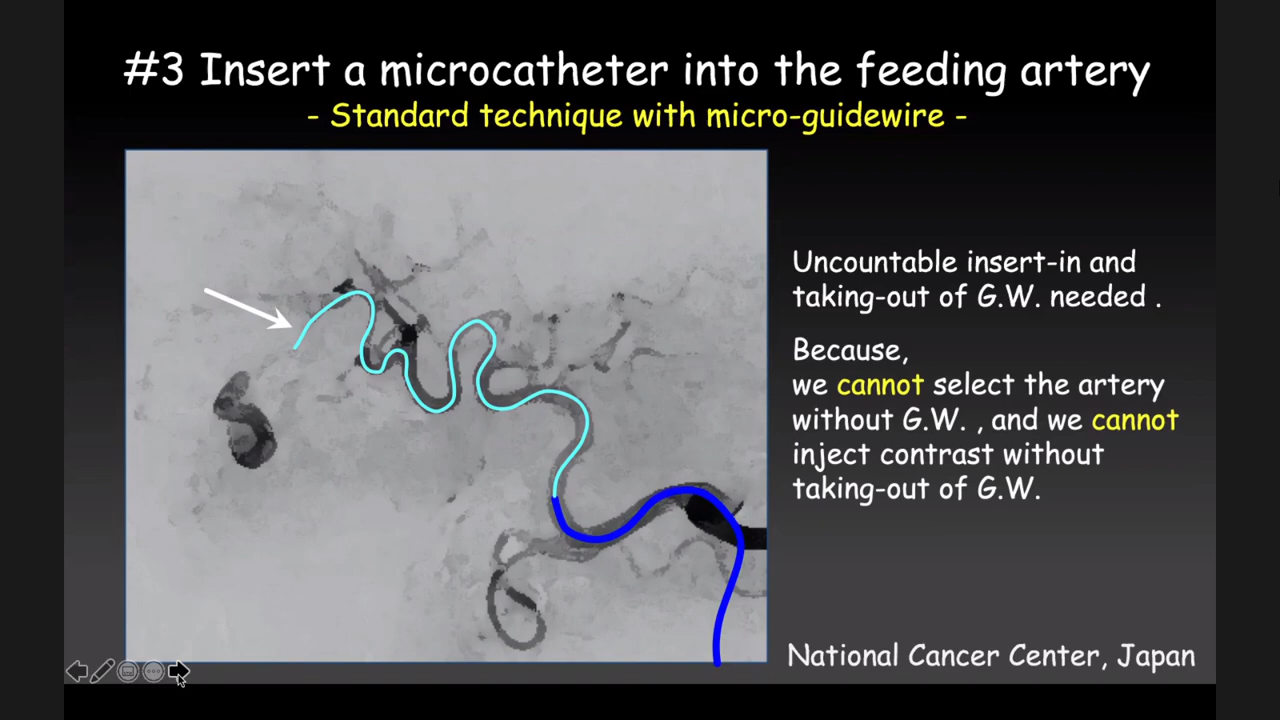 #3 Insert a microcatheter into the feeding artery
- Standard technique with micro-guidewire -
Uncountable insert-in and
taking-out of G.W. needed .
Because,
we cannot select the artery
without G.W. , and we cannot
inject contrast without
taking-out of G.W.
National Cancer Center, Japan